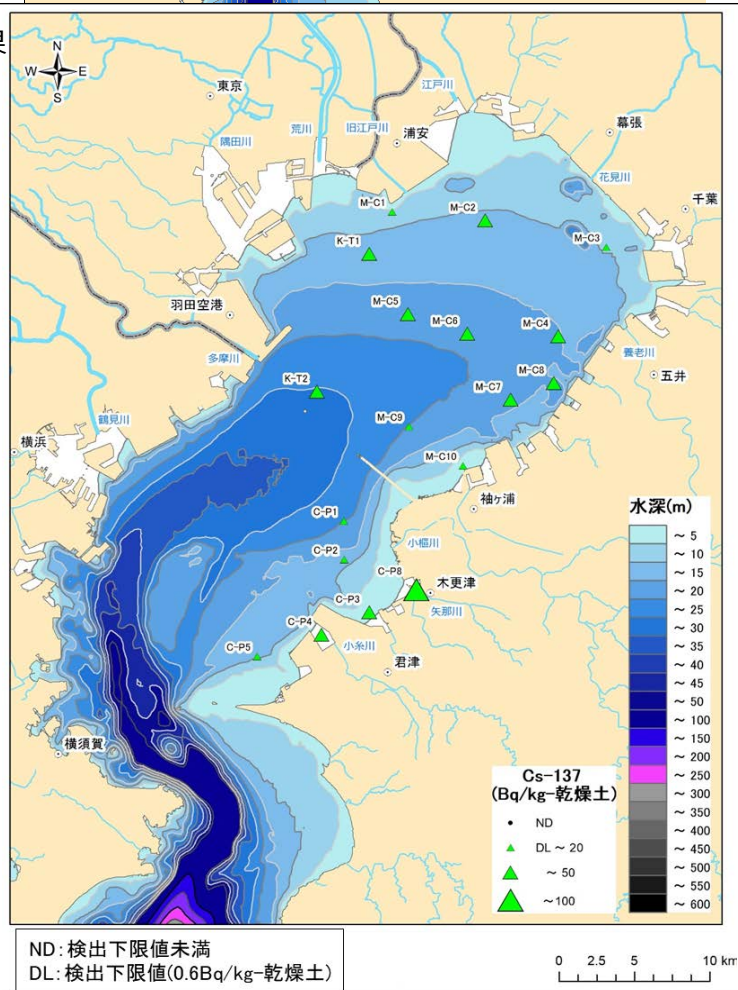 果
N
W E
S
東京
江戸川
荒川
旧江戸川
浦安
幕張
隅田川
花見川
千葉
M-C1
M-C2
M-C3
K-T1
羽田空港
M-C5
M-C6
M-C4
養老川
多摩川
M-C8
五井
K-T2
M-C7
鶴見川
M-C9
横浜
M-C10
袖ヶ浦
水深(m)
C-P1
小櫃川
C-P2
C-P8
木更津
C-P3
矢那川
C-P4
小糸川
C-P5
君津
横須賀
～ 5
～ 10
～ 15
～ 20
～ 25
～ 30
～ 35
～ 40
～ 45
～ 50
～ 100
～ 150
～ 200
～ 250
～ 300
～ 350
～ 400
～ 450
～ 500
～ 550
～ 600
Cs-137
(Bq/kg-乾燥土)
ND
DL ～ 20
～ 50
～100
ND：検出下限値未満
DL：検出下限値(0.6Bq/kg-乾燥土)
0 2.5 5 10 km